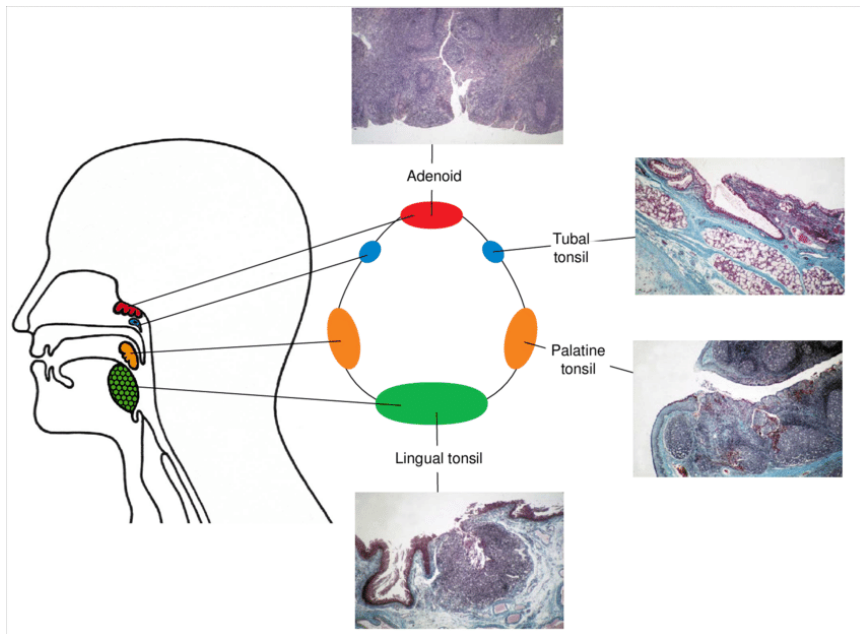 Adenoid
Tubal
tonsil
Palatine
tonsil
Lingual tonsil